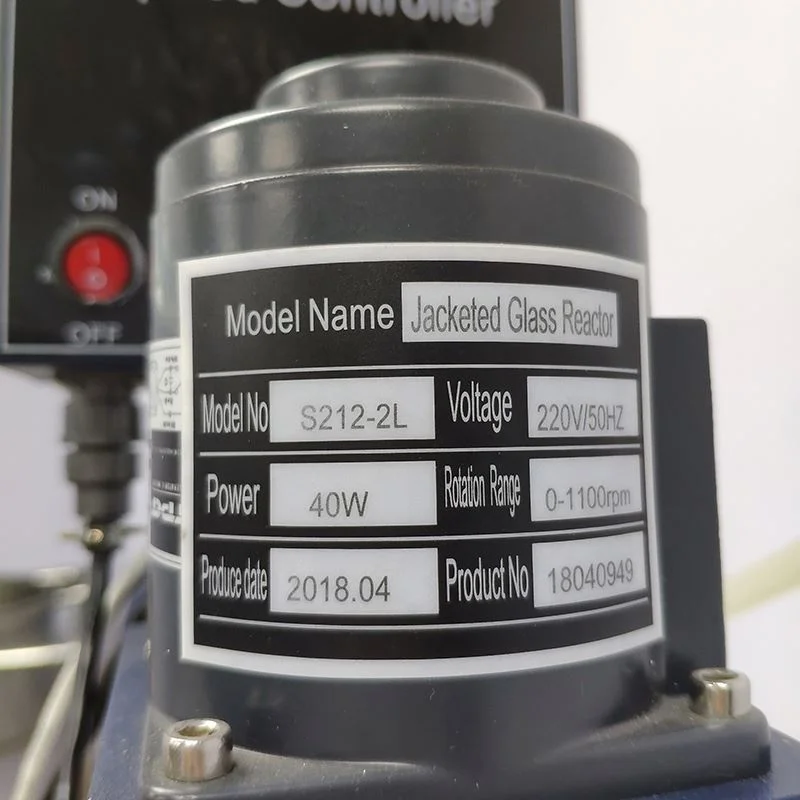 Controller
ON
OFF
Model Name Jacketed Glass Reactor
Model No S212-2L Voltage 220V/50HZ
Power 40W Rotation Range 0-1100rpm
Produce date 2018.04 Product No 18040949